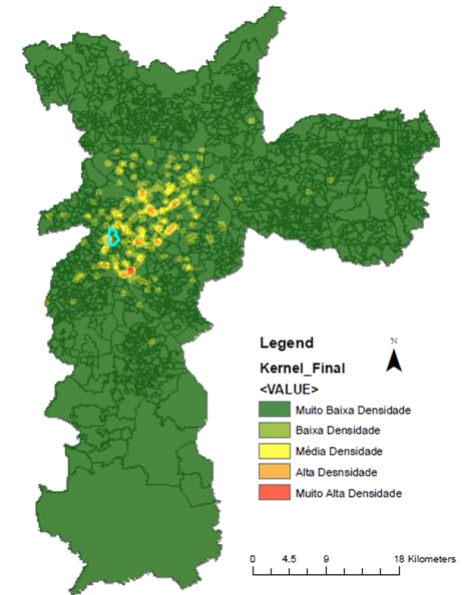 Legend
N
Kernel_Final
<VALUE>
Muito Baixa Densidade
Baixa Densidade
Média Densidade
Alta Desnsidade
Muito Alta Densidade
0 4.5 9 18 Kilometers